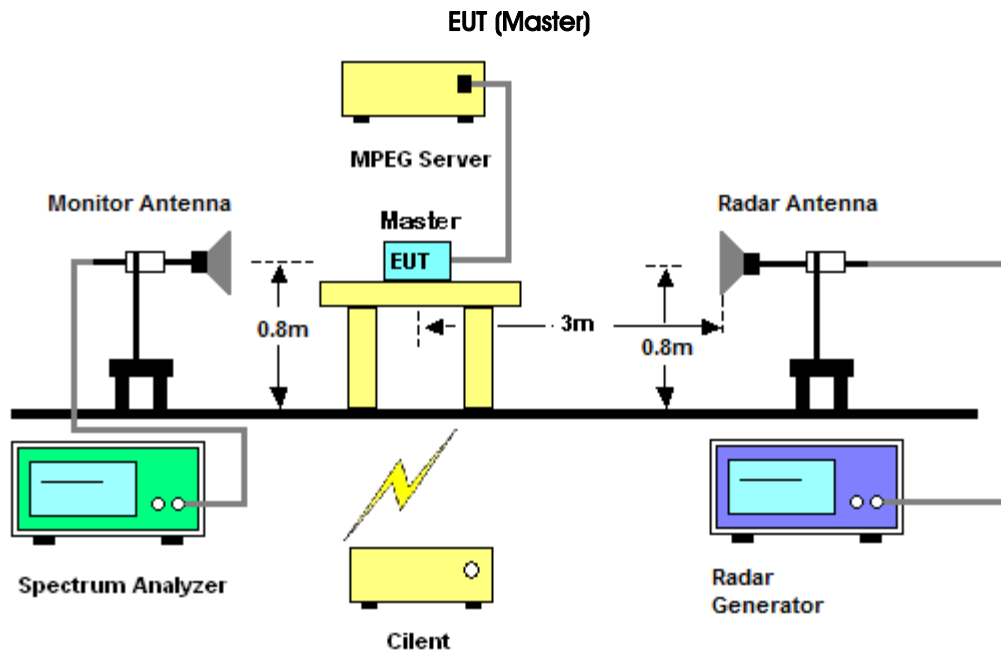 EUT (Master)
MPEG Server
Monitor Antenna
Master
Radar Antenna
EUT
0.8m
3m
0.8m
Spectrum Analyzer
Radar
Generator
Cilent